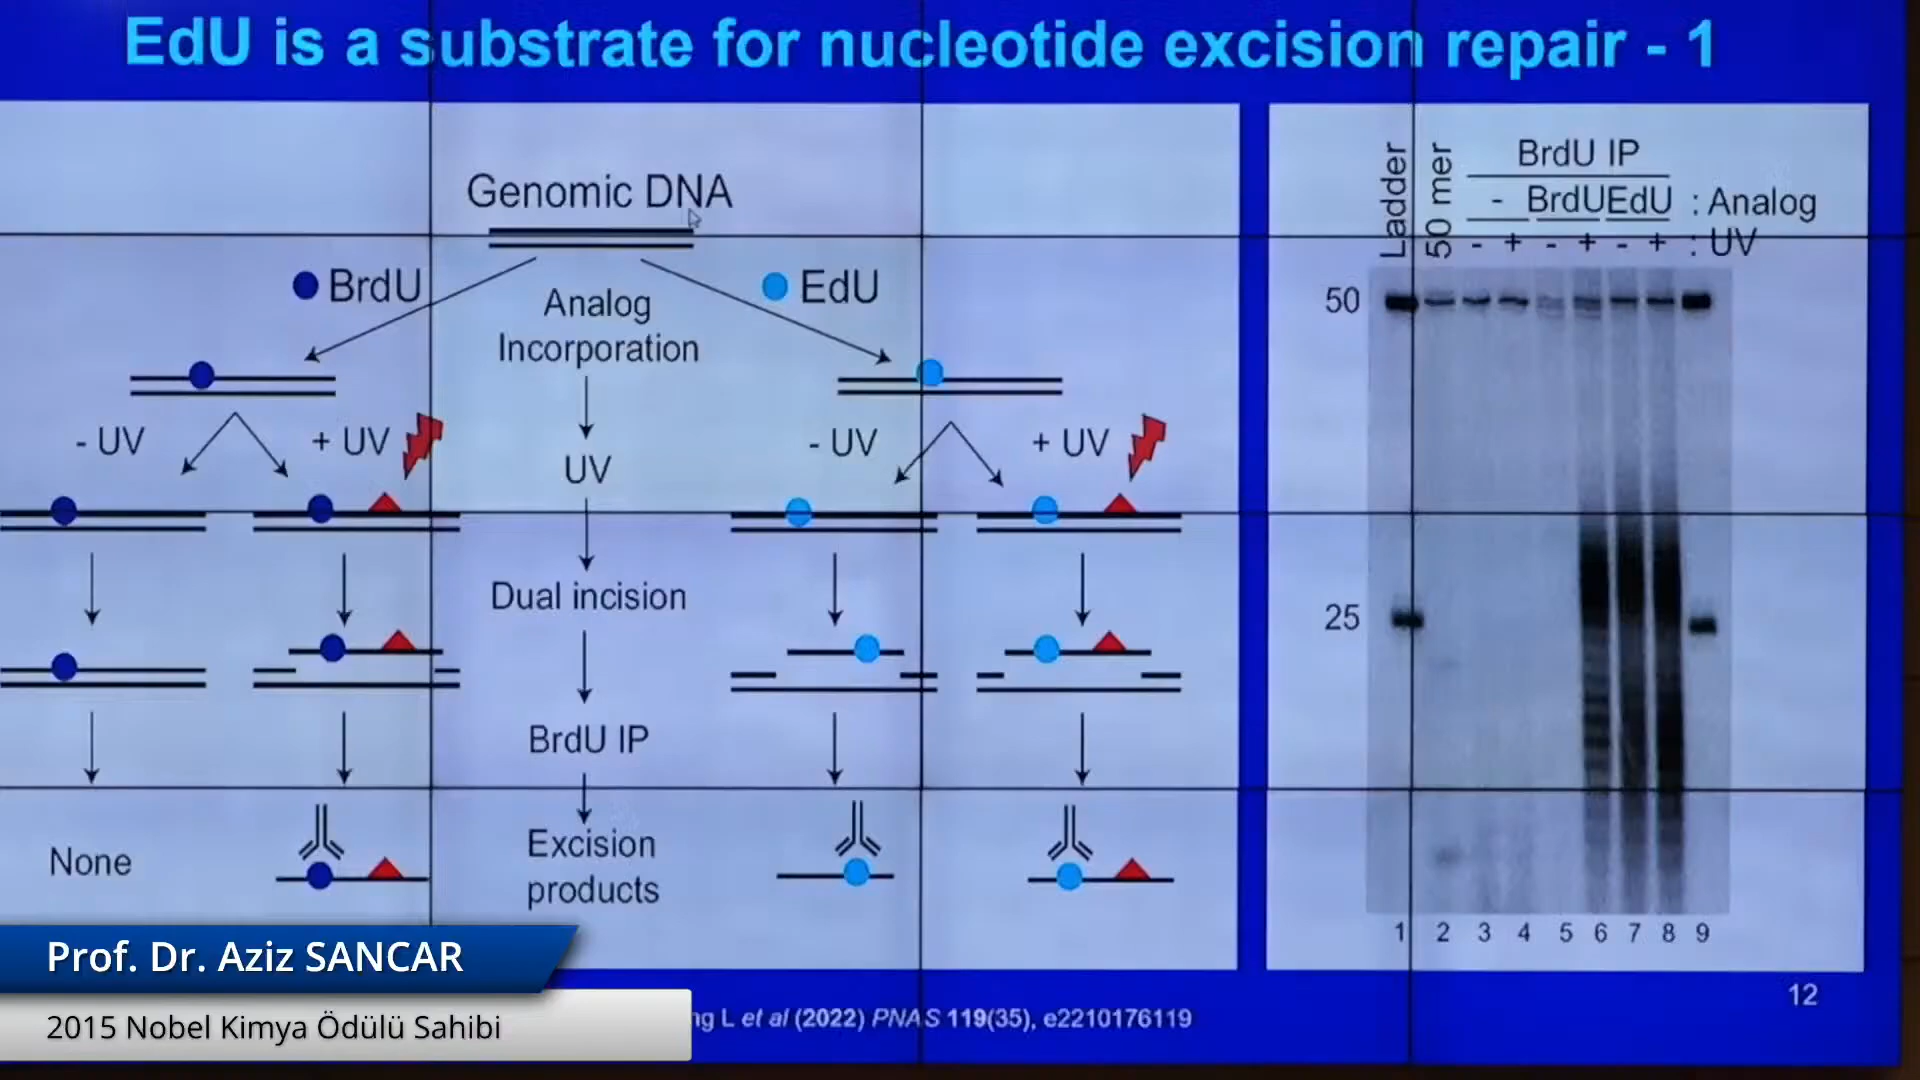 EdU is a substrate for nucleotide excision repair - 1
Genomic DNA
BrdU
EdU
Analog
Incorporation
- UV
+ UV
UV
- UV
+ UV
Dual incision
BrdU IP
None
Excision
products
Ladder
50 mer
BrdU IP
- BrdU EdU : Analog
- + - + - + : UV
50
25
1 2 3 4 5 6 7 8 9
12
L et al (2022) PNAS 119(35), e2210176119
Prof. Dr. Aziz SANCAR
2015 Nobel Kimya Ödülü Sahibi